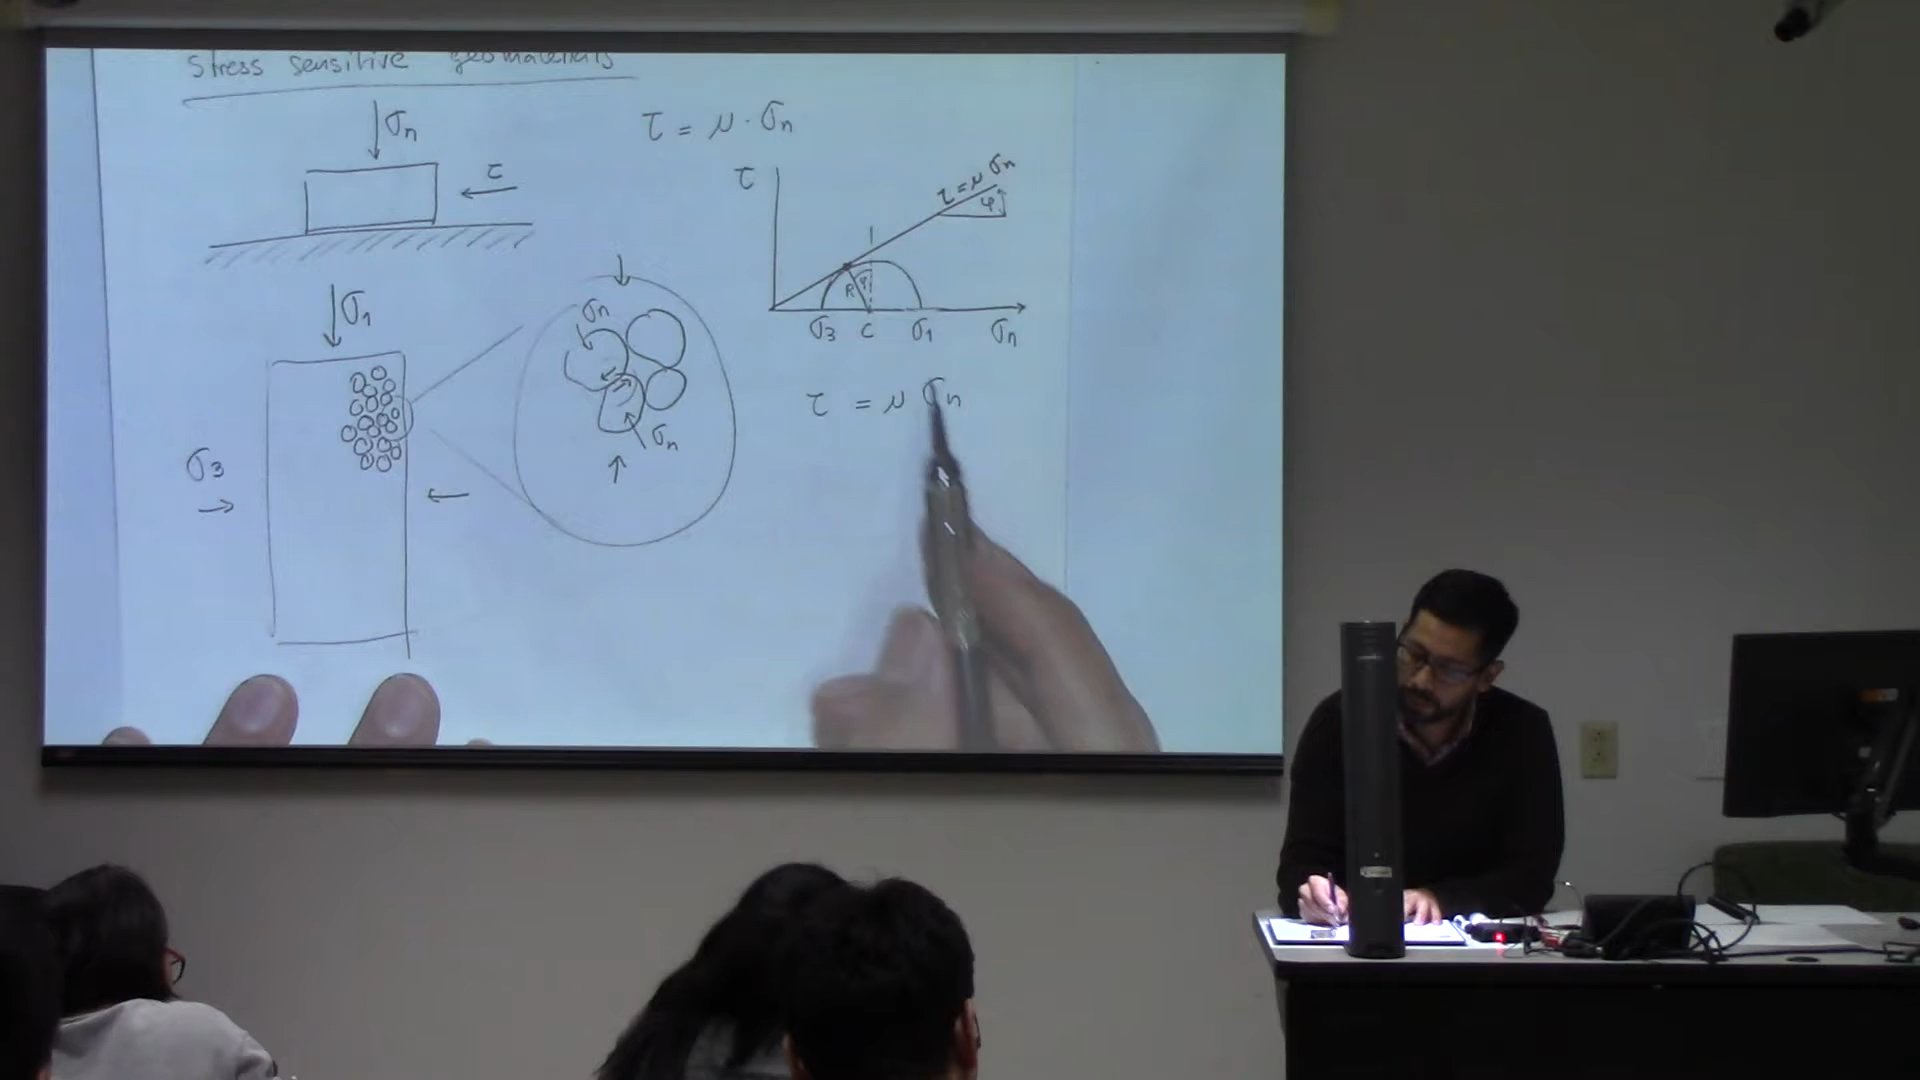 Stress sensitive geomaterials
σn
τ
τ = μ · σn
τ
τ = μ σn
φ
R φ
σ3 c σ1 σn
σ1
σn
σn
σ3
τ = μ σn